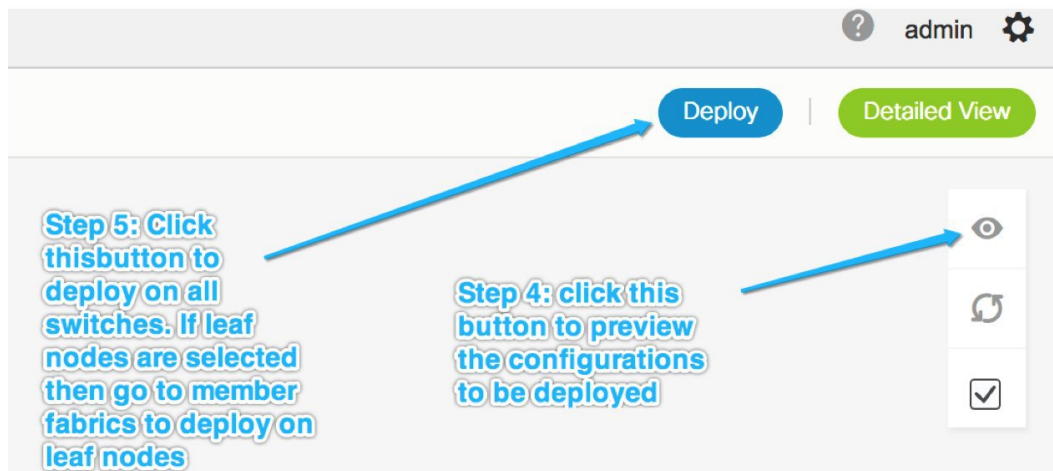 admin
Deploy
Detailed View
Step 5: Click
thisbutton to
deploy on all
switches. If leaf
nodes are selected
then go to member
fabrics to deploy on
leaf nodes
Step 4: click this
button to preview
the configurations
to be deployed